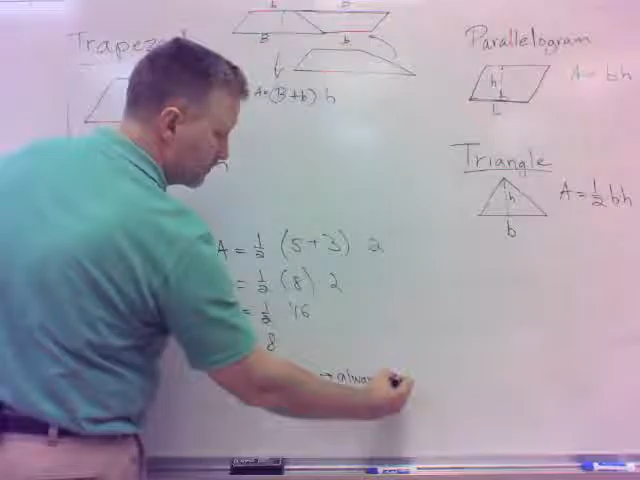 b B
B b
A = (B + b) h
Parallelogram
h
b
A = bh
Triangle
h
b
A = 1/2 bh
A = 1/2 (5 + 3) 2
= 1/2 (8) 2
= 1/2 16
8